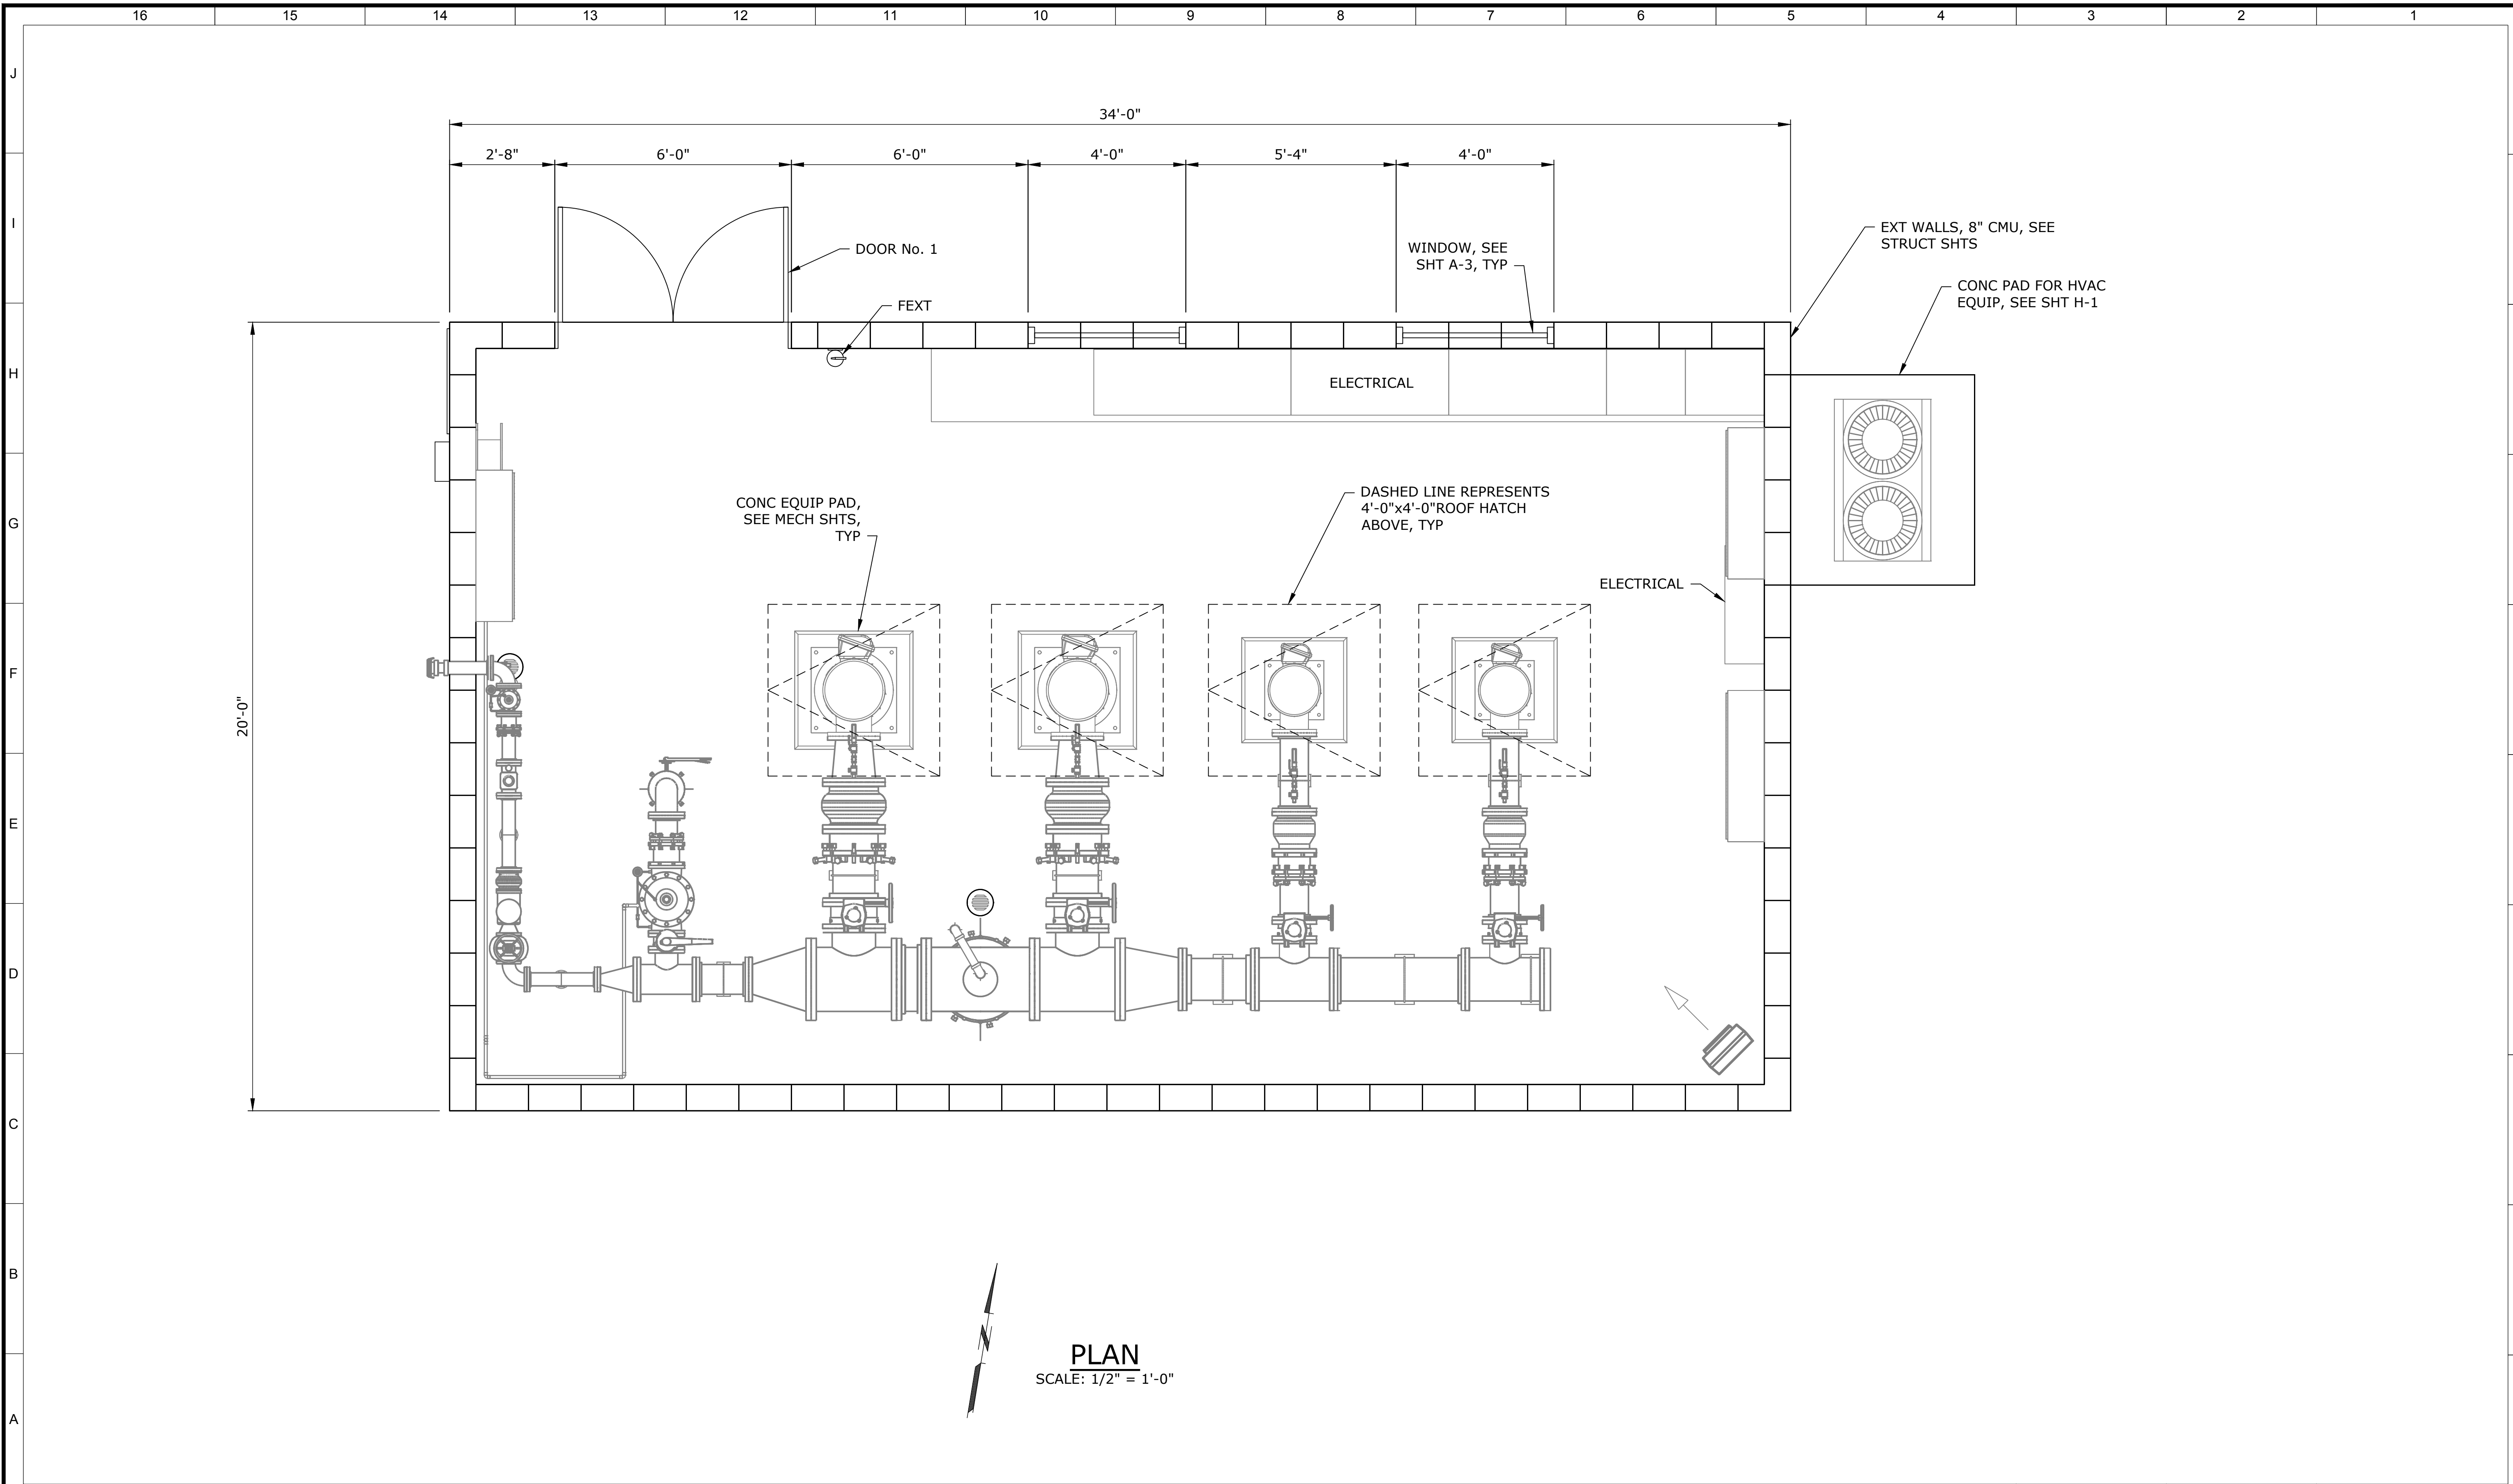 16 15 14 13 12 11 10 9 8 7 6 5 4 3 2 1
J
34'-0"
2'-8" 6'-0" 6'-0" 4'-0" 5'-4" 4'-0"
I
DOOR No. 1
WINDOW, SEE
SHT A-3, TYP
EXT WALLS, 8" CMU, SEE
STRUCT SHTS
CONC PAD FOR HVAC
EQUIP, SEE SHT H-1
FEXT
H
ELECTRICAL
G
CONC EQUIP PAD,
SEE MECH SHTS,
TYP
DASHED LINE REPRESENTS
4'-0"x4'-0"ROOF HATCH
ABOVE, TYP
ELECTRICAL
F
20'-0"
E
D
C
B
N
PLAN
SCALE: 1/2" = 1'-0"
A